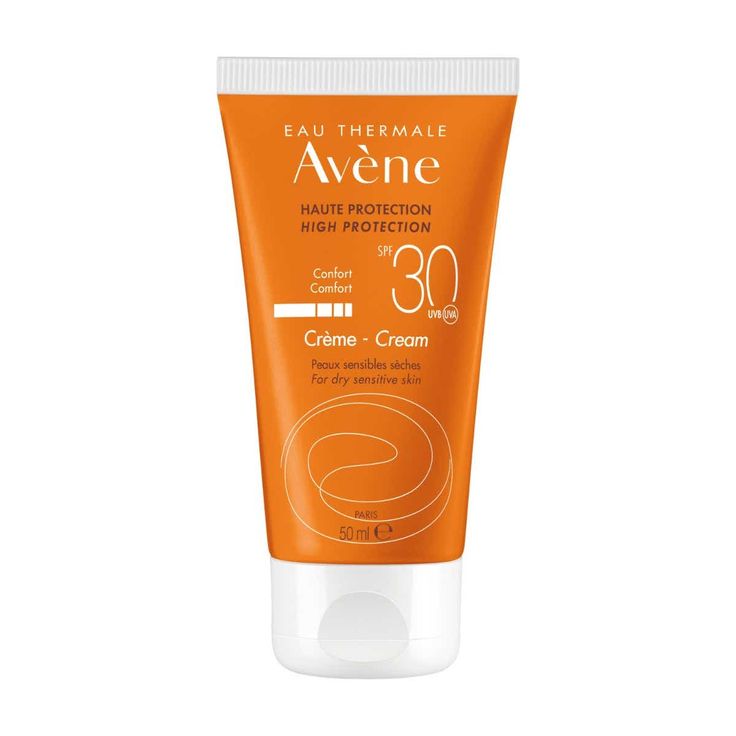 EAU THERMALE
Avène
HAUTE PROTECTION
HIGH PROTECTION
SPF 30
UVB UVA
Confort
Comfort
Crème - Cream
Peaux sensibles sèches
For dry sensitive skin
PARIS
50 ml ℮